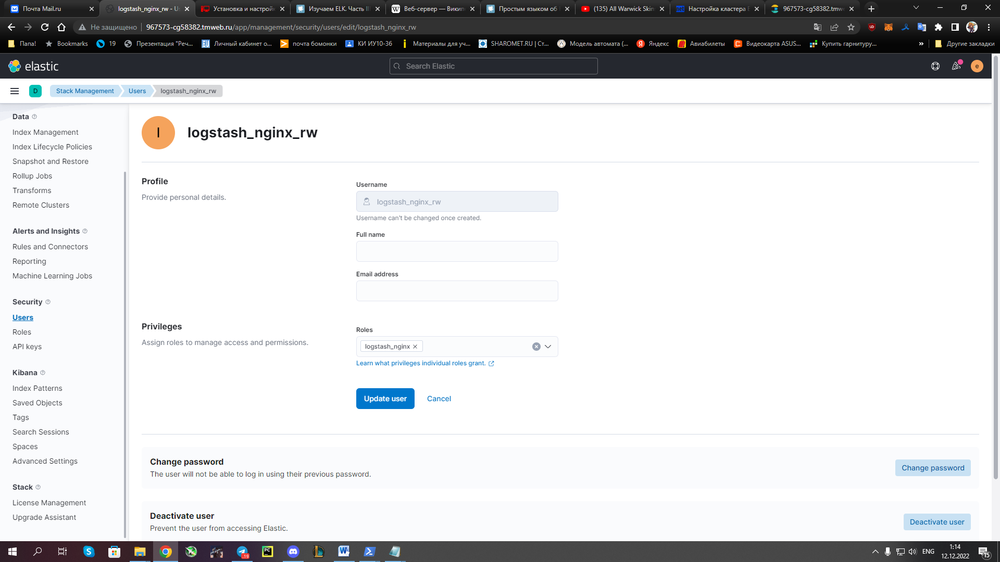 Почта Mail.ru
logstash_nginx_rw - Us
Установка и настройк
Изучаем ELK. Часть III
Веб-сервер — Викип
Простым языком об
(135) All Warwick Skin
Настройка кластера E
967573-cg58382.tmwe
Не защищено
967573-cg58382.tmweb.ru/app/management/security/users/edit/logstash_nginx_rw
Папа!
Bookmarks
19
Презентация "Реч...
Личный кабинет о...
почта бомонки
КИ ИУ10-36
Материалы для уч...
SHAROMET.RU | Ст...
Модель автомата (...
Яндекс
Авиабилеты
Видеокарта ASUS...
Купить гарнитуру...
»
Другие закладки
elastic
Search Elastic
e
D
Stack Management
Users
logstash_nginx_rw
Data
Index Management
Index Lifecycle Policies
Snapshot and Restore
Rollup Jobs
Transforms
Remote Clusters
Alerts and Insights
Rules and Connectors
Reporting
Machine Learning Jobs
Security
Users
Roles
API keys
Kibana
Index Patterns
Saved Objects
Tags
Search Sessions
Spaces
Advanced Settings
Stack
License Management
Upgrade Assistant
l
logstash_nginx_rw
Profile
Provide personal details.
Username
logstash_nginx_rw
Username can't be changed once created.
Full name
Email address
Privileges
Assign roles to manage access and permissions.
Roles
logstash_nginx
Learn what privileges individual roles grant.
Update user
Cancel
Change password
The user will not be able to log in using their previous password.
Change password
Deactivate user
Prevent the user from accessing Elastic.
Deactivate user
ENG
1:14
12.12.2022
15